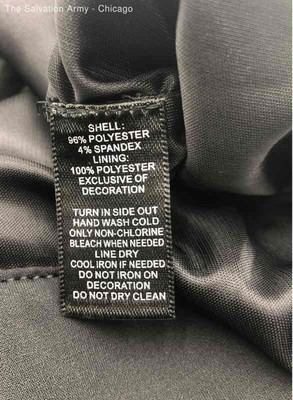 The Salvation Army - Chicago
SHELL:
96% POLYESTER
4% SPANDEX
LINING:
100% POLYESTER
EXCLUSIVE OF
DECORATION
TURN IN SIDE OUT
HAND WASH COLD
ONLY NON-CHLORINE
BLEACH WHEN NEEDED
LINE DRY
COOL IRON IF NEEDED
DO NOT IRON ON
DECORATION
DO NOT DRY CLEAN